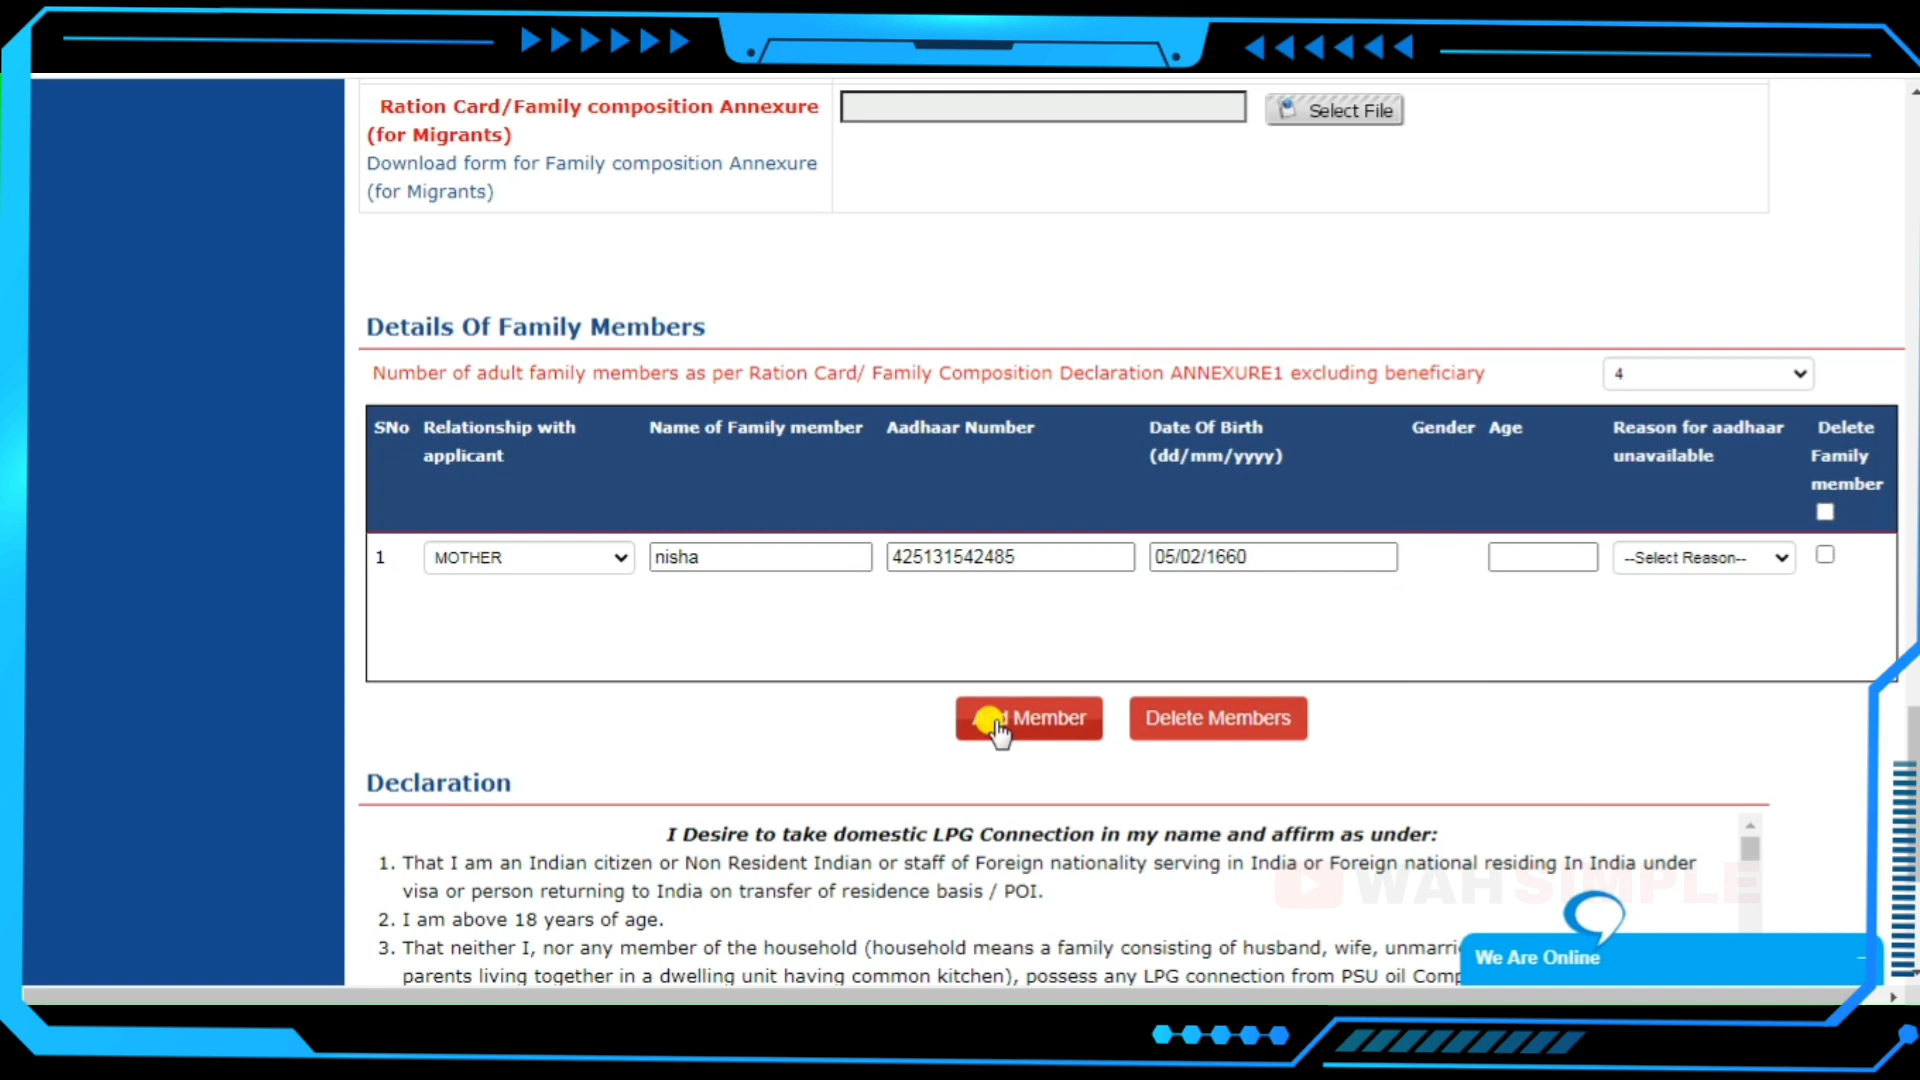 Ration Card/Family composition Annexure
(for Migrants)
Select File
Download form for Family composition Annexure
(for Migrants)
Details Of Family Members
Number of adult family members as per Ration Card/ Family Composition Declaration ANNEXURE1 excluding beneficiary
4
SNo Relationship with applicant Name of Family member Aadhaar Number Date Of Birth (dd/mm/yyyy) Gender Age Reason for aadhaar unavailable Delete Family member
1 MOTHER nisha 425131542485 05/02/1660 --Select Reason--
Member Delete Members
Declaration
I Desire to take domestic LPG Connection in my name and affirm as under:
1. That I am an Indian citizen or Non Resident Indian or staff of Foreign nationality serving in India or Foreign national residing In India under
visa or person returning to India on transfer of residence basis / POI.
WAHSIMPLE
2. I am above 18 years of age.
3. That neither I, nor any member of the household (household means a family consisting of husband, wife,
We Are Online
parents living together in a dwelling unit having common kitchen), possess any LPG connection from PSU oil